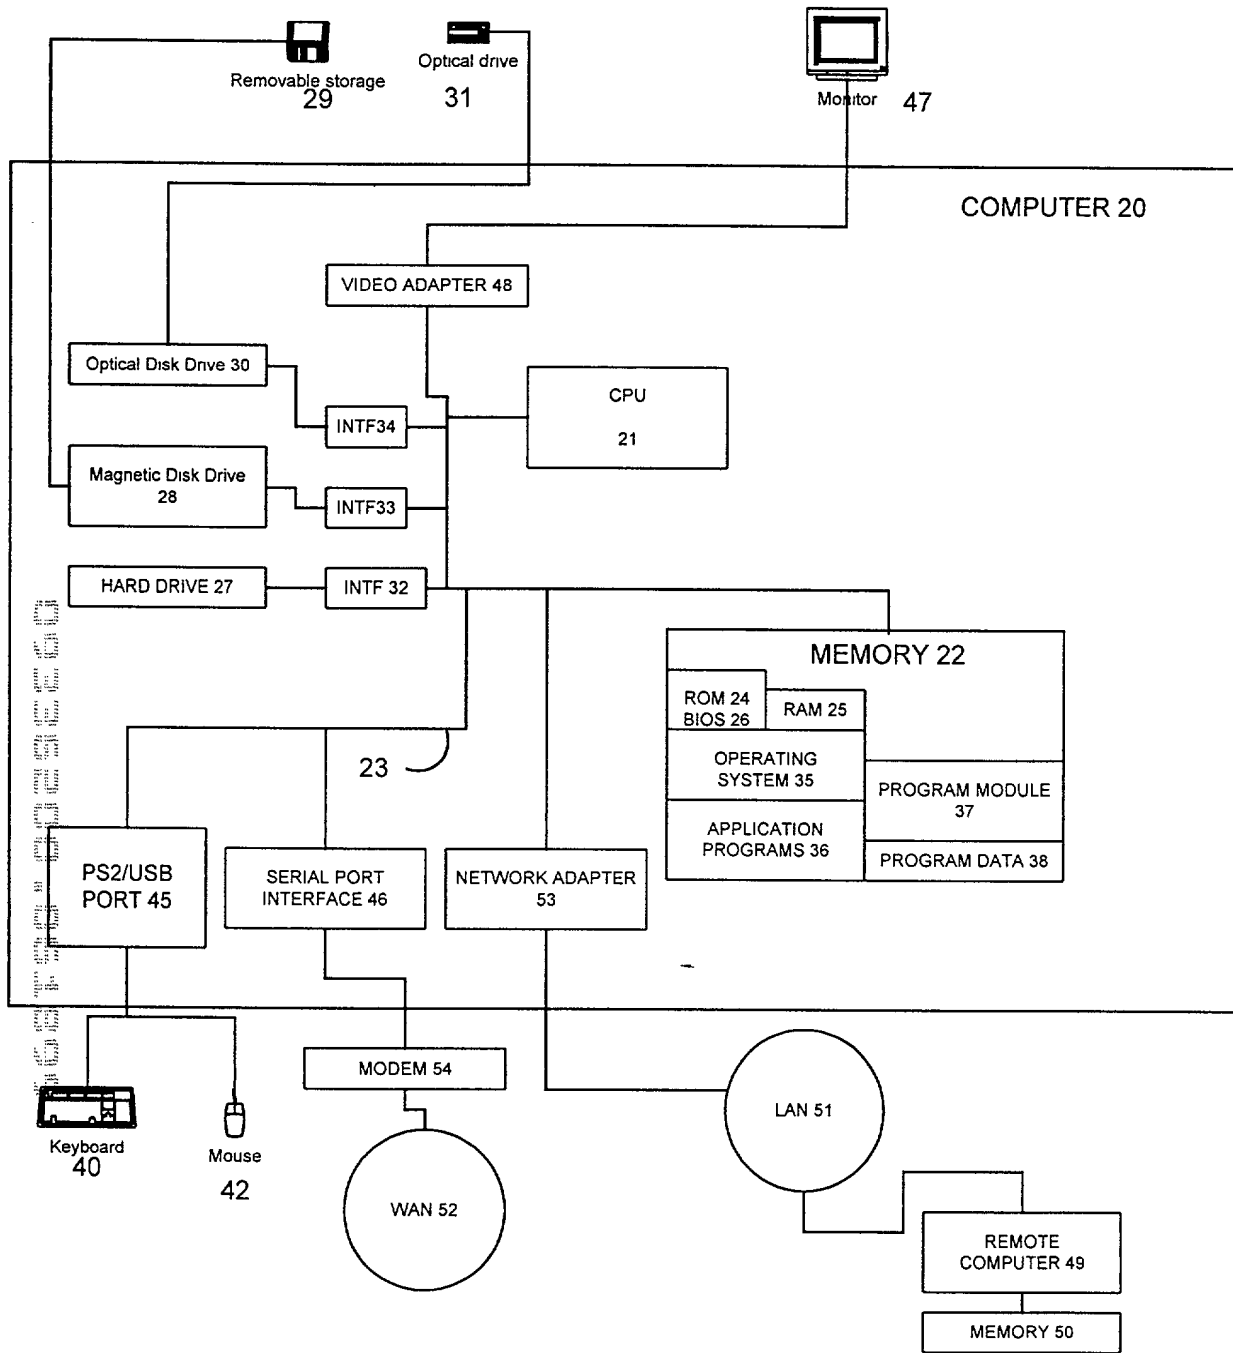 Removable storage
29
Optical drive
31
Monitor 47
COMPUTER 20
VIDEO ADAPTER 48
Optical Disk Drive 30
CPU
21
INTF34
Magnetic Disk Drive
28
INTF33
HARD DRIVE 27
INTF 32
MEMORY 22
ROM 24
BIOS 26
RAM 25
OPERATING
SYSTEM 35
PROGRAM MODULE
37
APPLICATION
PROGRAMS 36
PROGRAM DATA 38
23
PS2/USB
PORT 45
SERIAL PORT
INTERFACE 46
NETWORK ADAPTER
53
MODEM 54
LAN 51
Keyboard
40
Mouse
42
WAN 52
REMOTE
COMPUTER 49
MEMORY 50